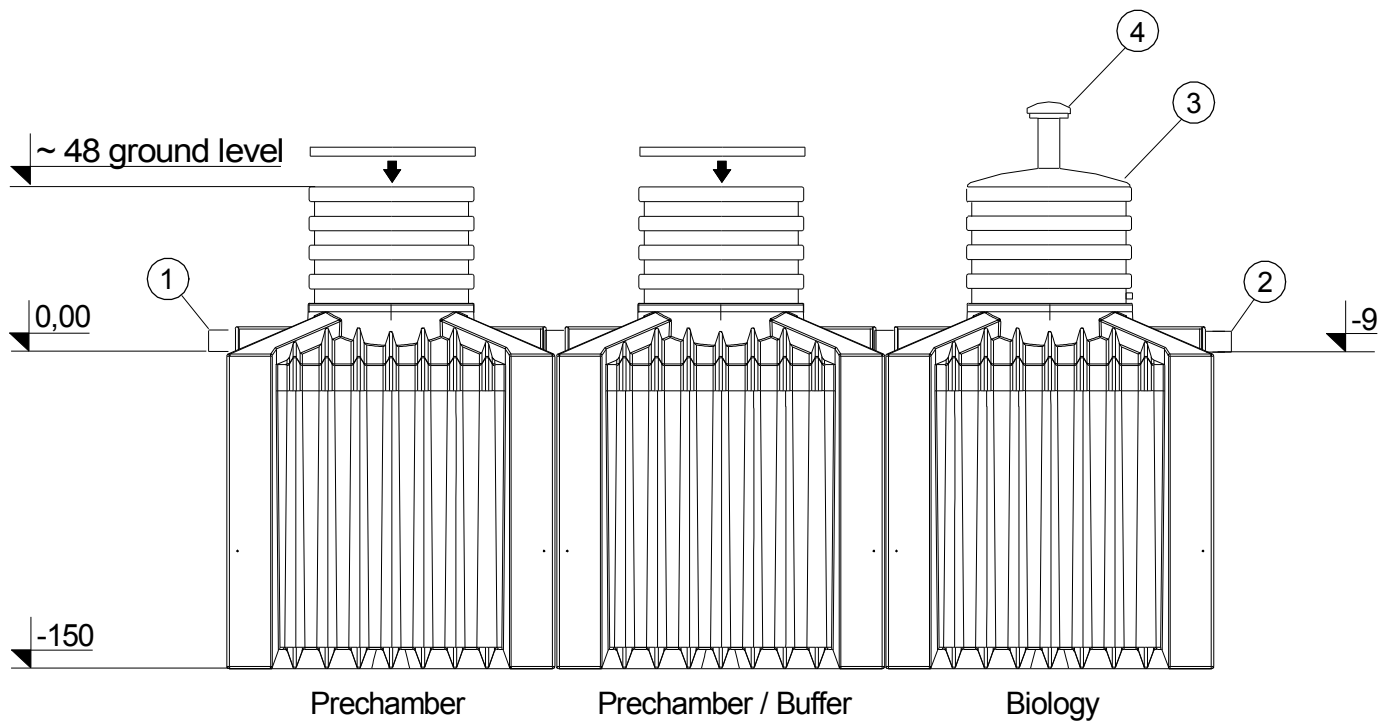 4
3
~ 48 ground level
1
2
0,00
-9
-150
Prechamber
Prechamber / Buffer
Biology